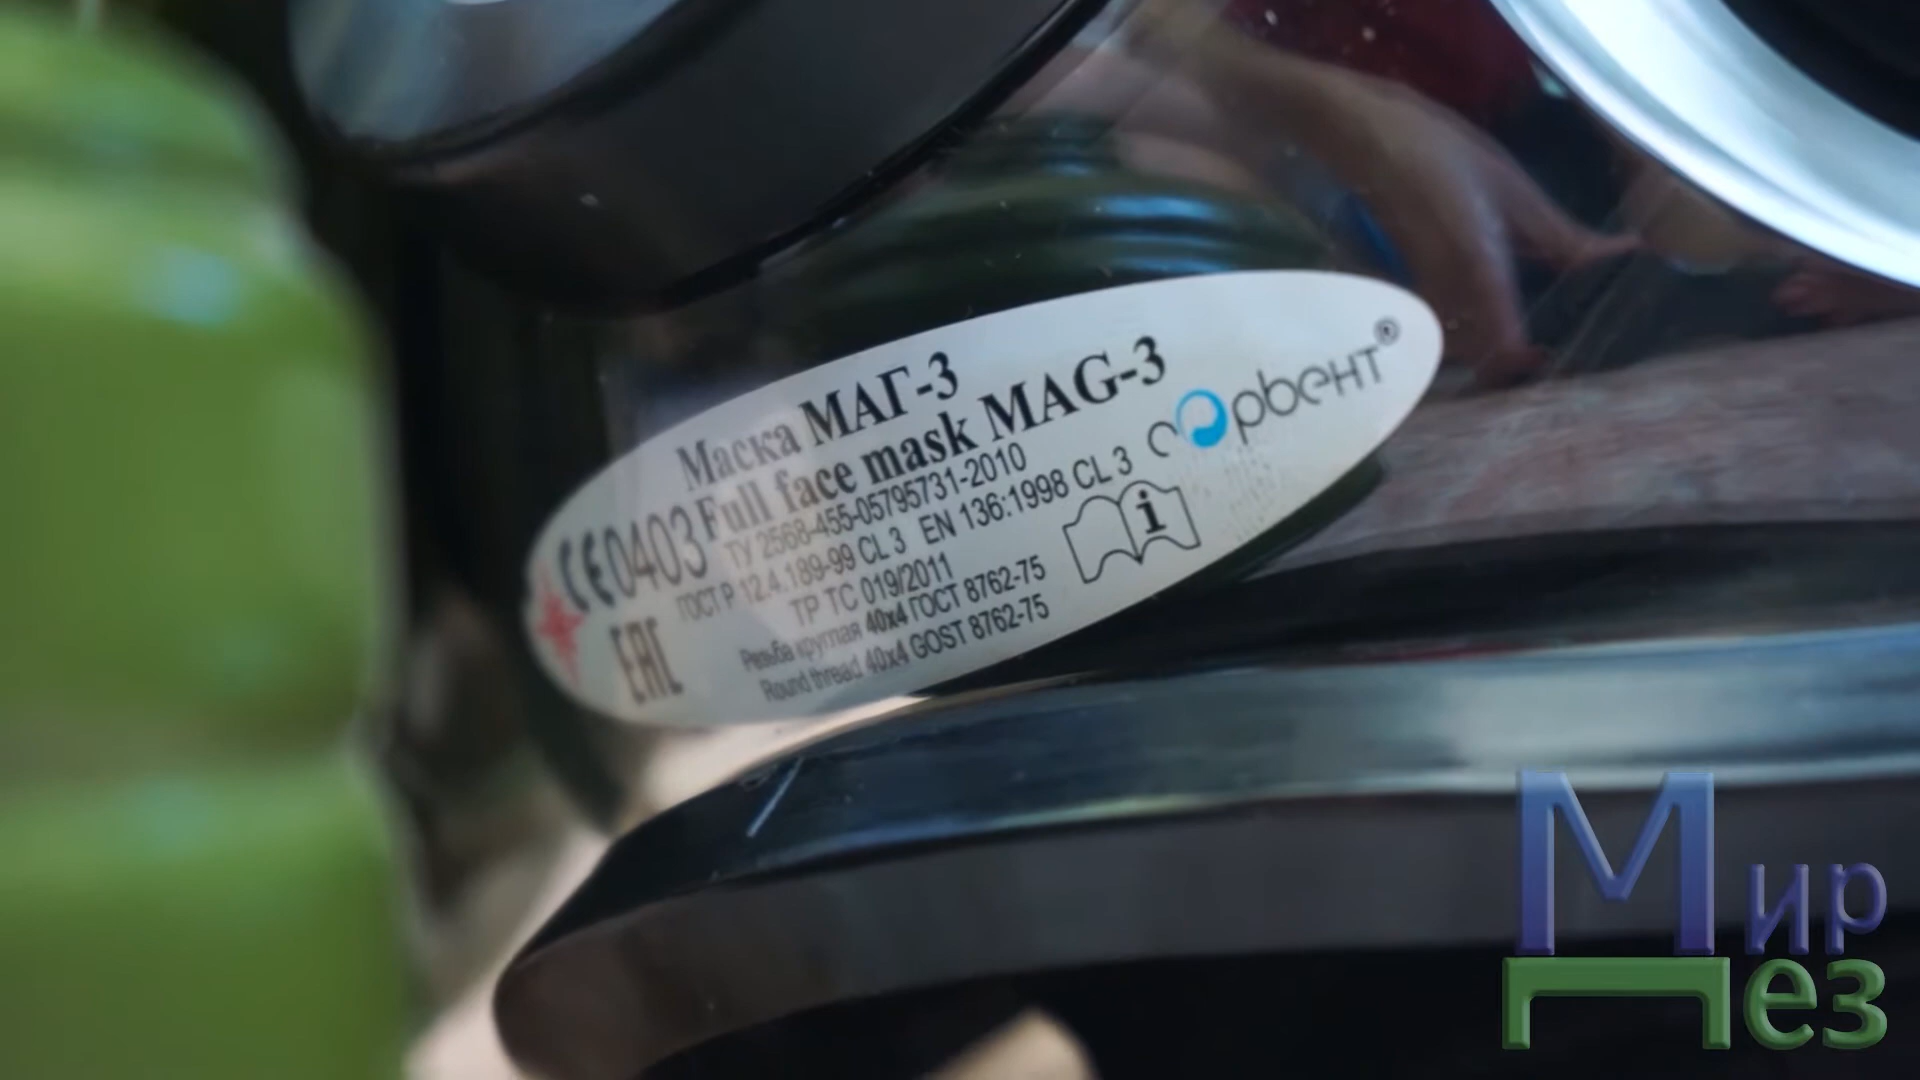 Маска МАГ-3
Full face mask MAG-3
CE0403
ТУ 2568-455-05795731-2010
ГОСТ Р 12.4.189-99 CL 3 EN 136:1998 CL 3
ТР ТС 019/2011
Резьба круглая 40x4 ГОСТ 8762-75
Round thread 40x4 GOST 8762-75
EAC
Сорбент®
i
Мир
Дез